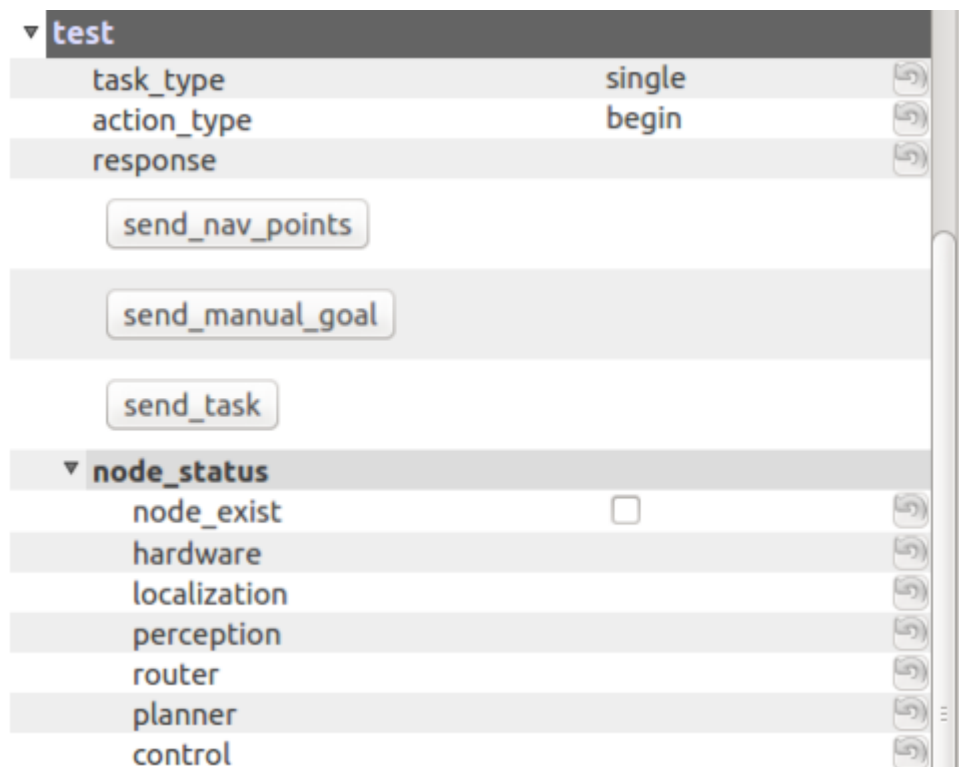 test
task_type single
action_type begin
response
send_nav_points
send_manual_goal
send_task
node_status
node_exist
hardware
localization
perception
router
planner
control